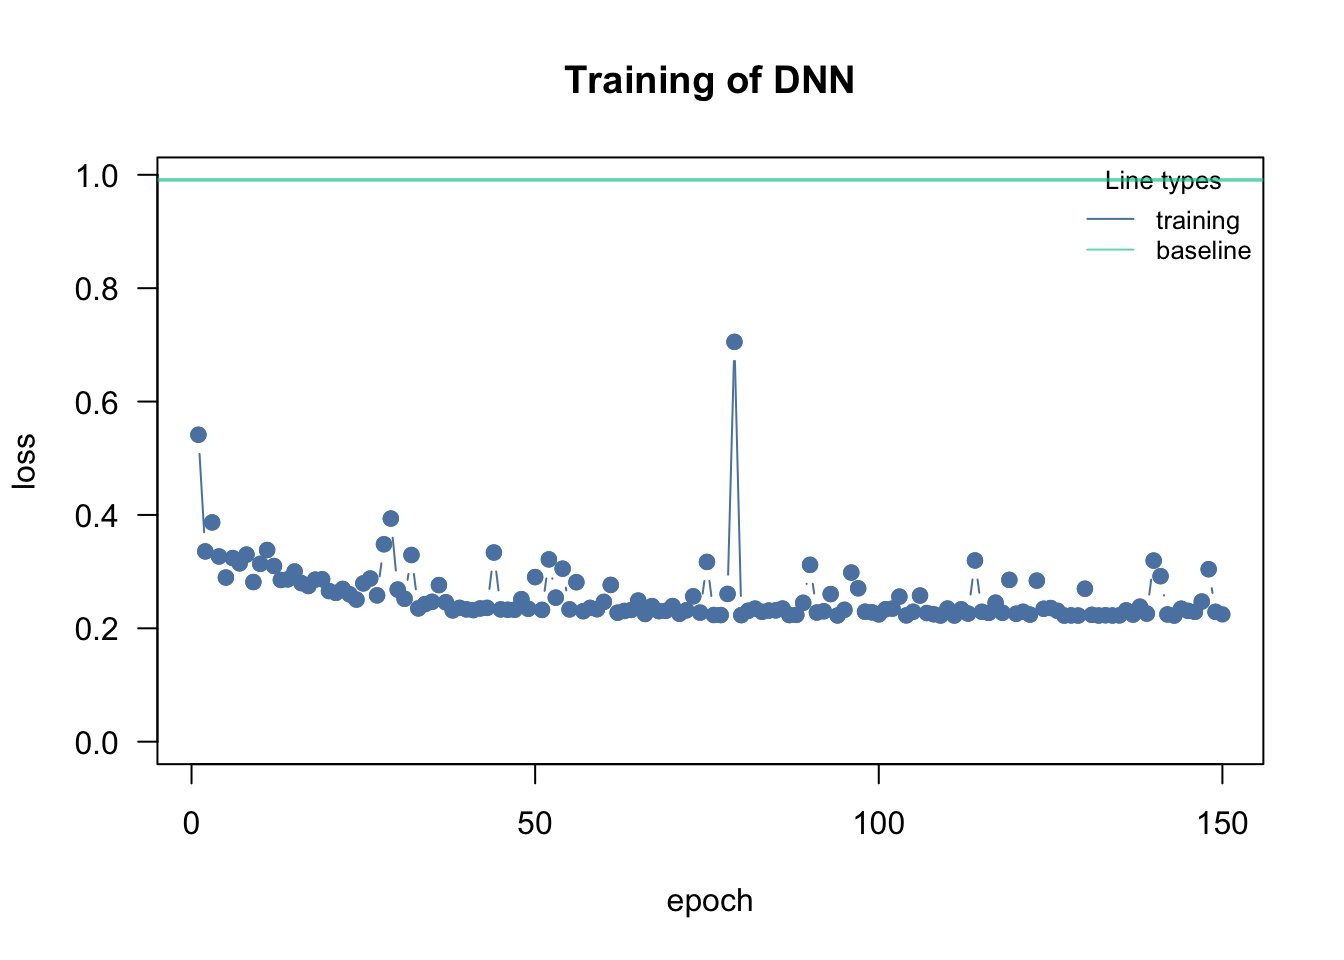 Training of DNN
1.0
0.8
0.6
0.4
0.2
0.0
loss
Line types
training
baseline
0 50 100 150
epoch